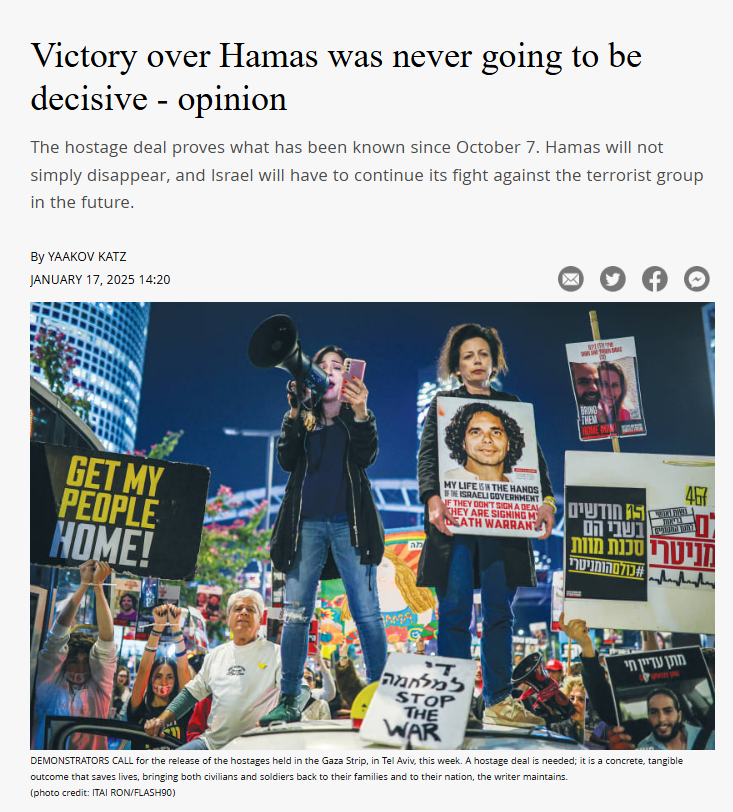 Victory over Hamas was never going to be
decisive - opinion
The hostage deal proves what has been known since October 7. Hamas will not
simply disappear, and Israel will have to continue its fight against the terrorist group
in the future.
By YAAKOV KATZ
JANUARY 17, 2025 14:20
GET MY
PEOPLE
HOME!
MY LIFE IS IN THE HANDS
OF THE ISRAELI GOVERNMENT
IF THEY DON'T SIGN A DEAL
THEY ARE SIGNING MY
DEATH WARRANT
BRING
THEM
HOME NOW
חודשים
בשבי הם
סכנת מוות
#כולםהומניטרי
467
מניטרי
די
למלחמה
STOP
THE
WAR
מתן עדיין חי
DEMONSTRATORS CALL for the release of the hostages held in the Gaza Strip, in Tel Aviv, this week. A hostage deal is needed; it is a concrete, tangible
outcome that saves lives, bringing both civilians and soldiers back to their families and to their nation, the writer maintains.
(photo credit: ITAI RON/FLASH90)